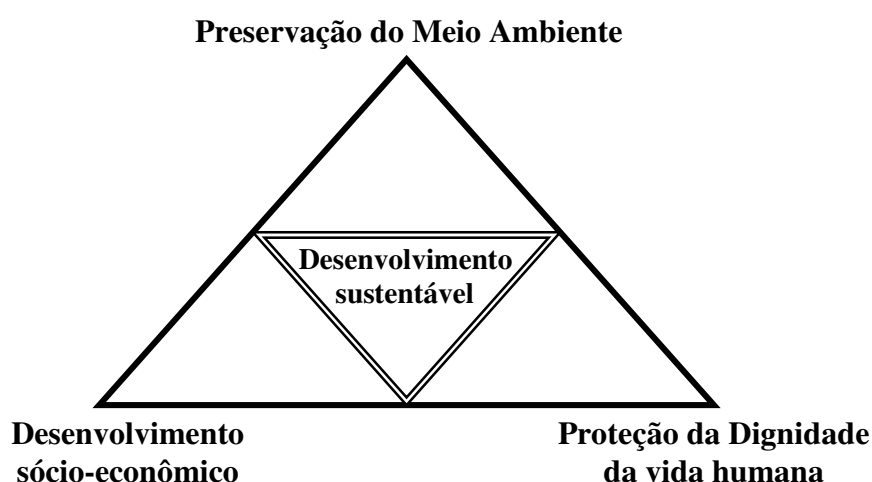 Preservação do Meio Ambiente
Desenvolvimento
sustentável
Desenvolvimento
sócio-econômico
Proteção da Dignidade
da vida humana